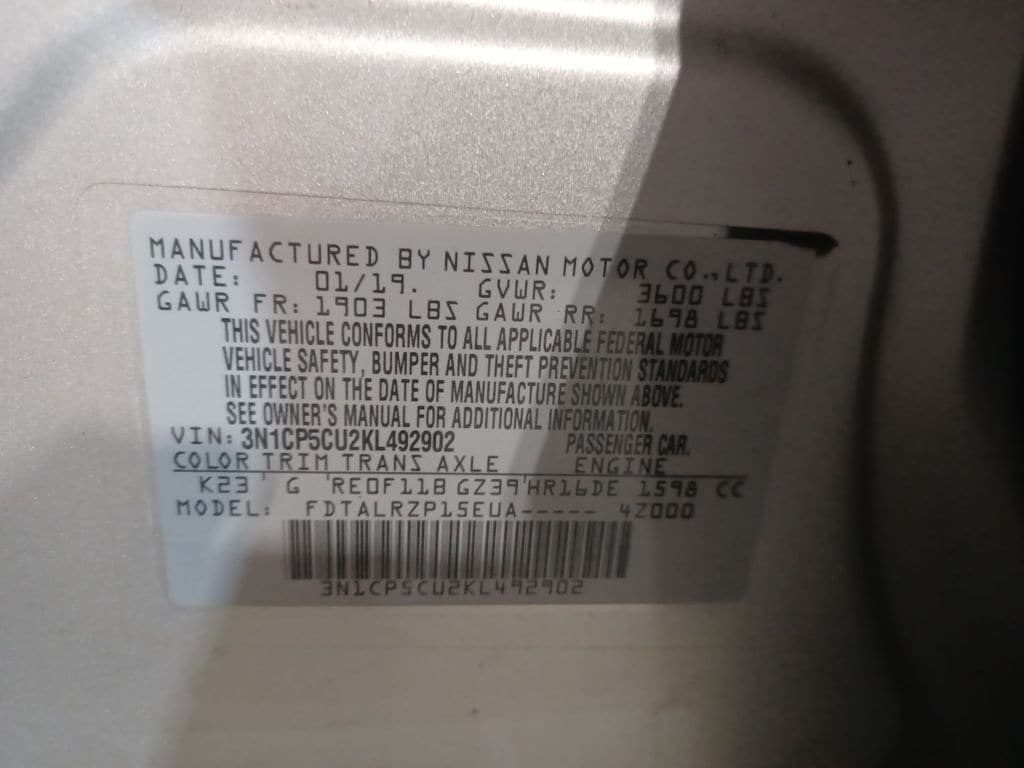 MANUFACTURED BY NISSAN MOTOR CO., LTD.
DATE: 01/19. GVWR: 3600 LBS
GAWR FR: 1903 LBS GAWR RR: 1698 LBS
THIS VEHICLE CONFORMS TO ALL APPLICABLE FEDERAL MOTOR
VEHICLE SAFETY, BUMPER AND THEFT PREVENTION STANDARDS
IN EFFECT ON THE DATE OF MANUFACTURE SHOWN ABOVE.
SEE OWNER'S MANUAL FOR ADDITIONAL INFORMATION.
VIN: 3N1CP5CU2KL492902 PASSENGER CAR.
COLOR TRIM TRANS AXLE ENGINE
K23 ' G 'RE0F11B GZ39'HR16DE 1598 CC
MODEL: FDTALRZP15EUA----- 4Z000
3N1CP5CU2KL492902